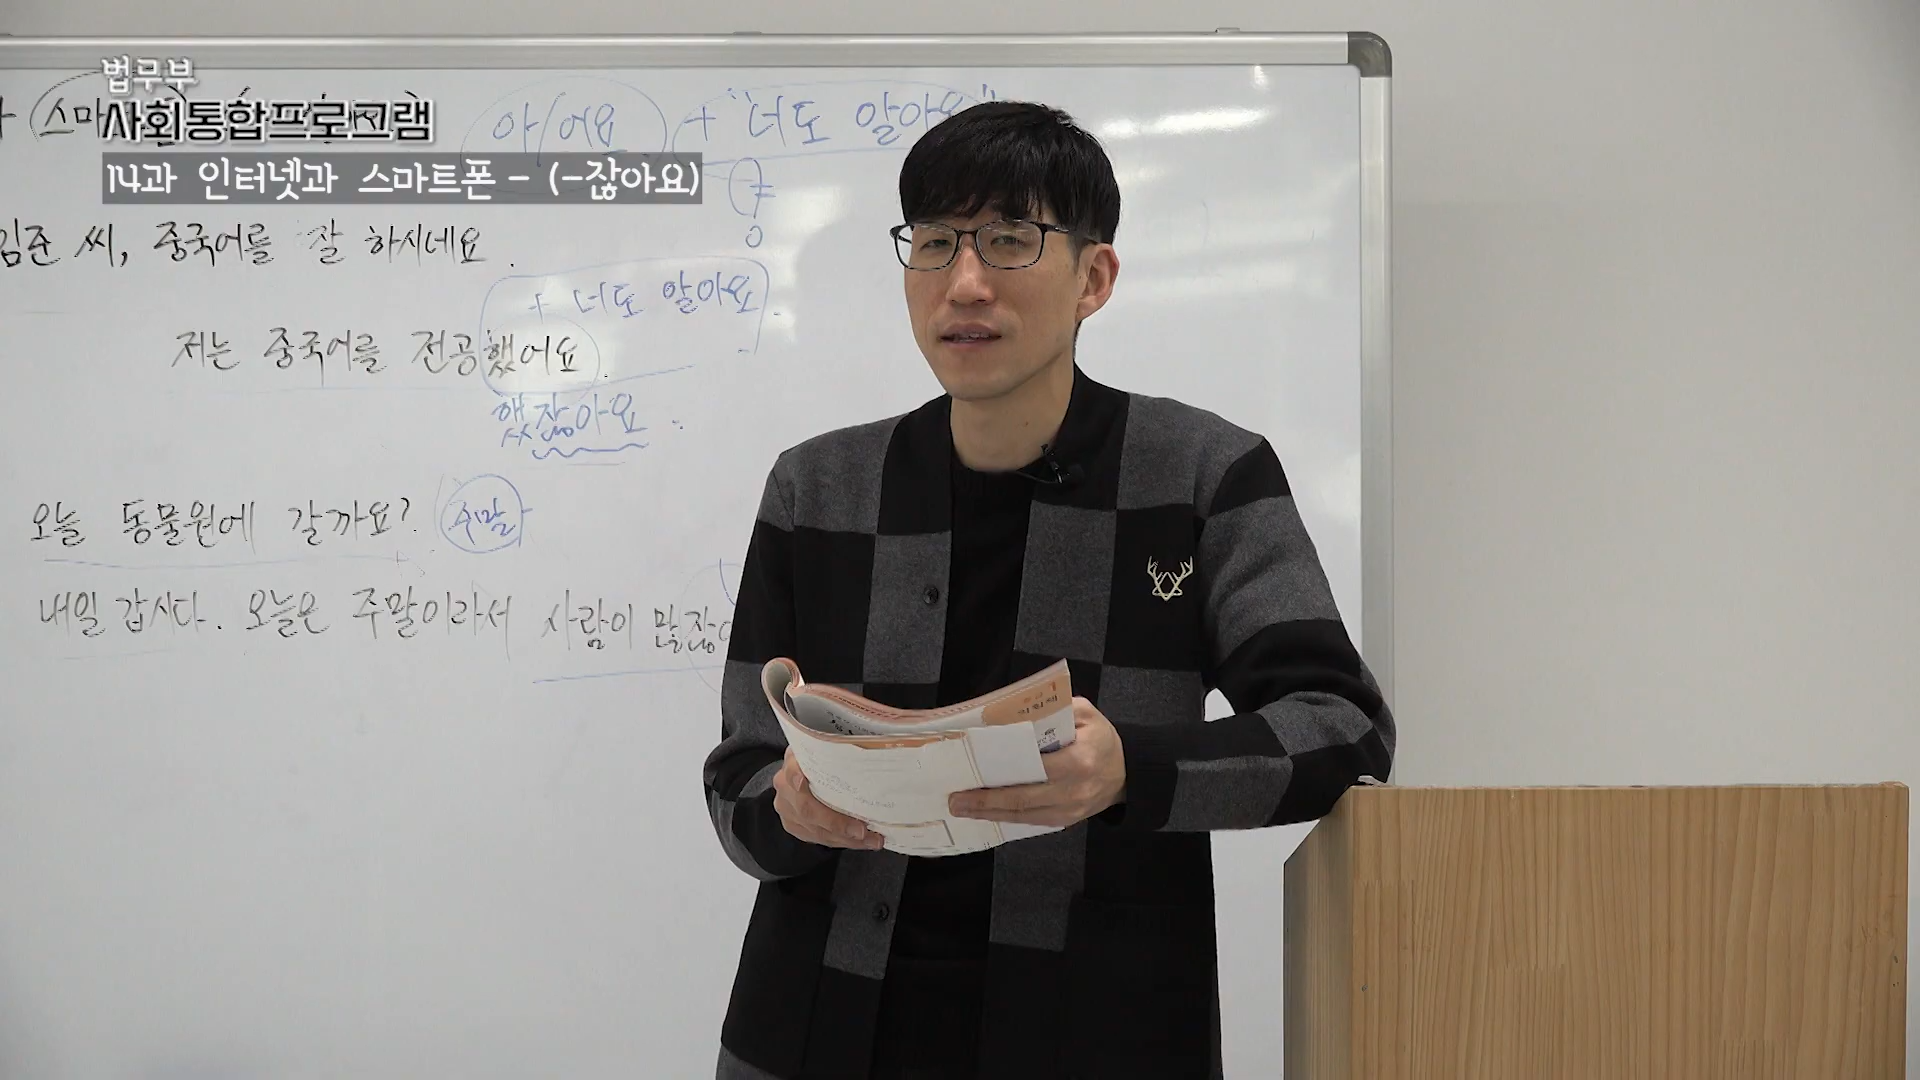 법무부
사회통합프로그램
14과 인터넷과 스마트폰 - (-잖아요)
아/어요 + "너도 알아요"
김준 씨, 중국어를 잘 하시네요.
+ 너도 알아요.
저는 중국어를 전공했어요.
했잖아요.
오늘 동물원에 갈까요? 주말
내일 갑시다. 오늘은 주말이라서 사람이 많잖